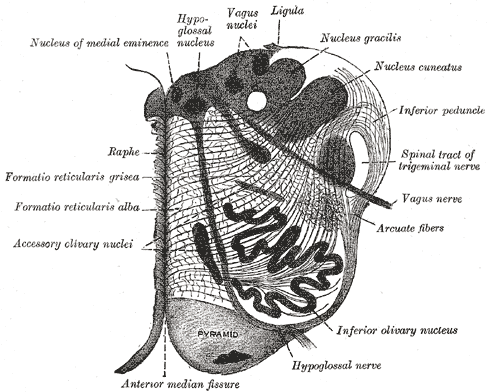 Hypo-
glossal
nucleus
Vagus
nuclei
Ligula
Nucleus of medial eminence
Nucleus gracilis
Nucleus cuneatus
Inferior peduncle
Raphe
Spinal tract of
trigeminal nerve
Formatio reticularis grisea
Vagus nerve
Formatio reticularis alba
Arcuate fibers
Accessory olivary nuclei
PYRAMID
Inferior olivary nucteus
Hypoglossal nerve
Anterior median fissure